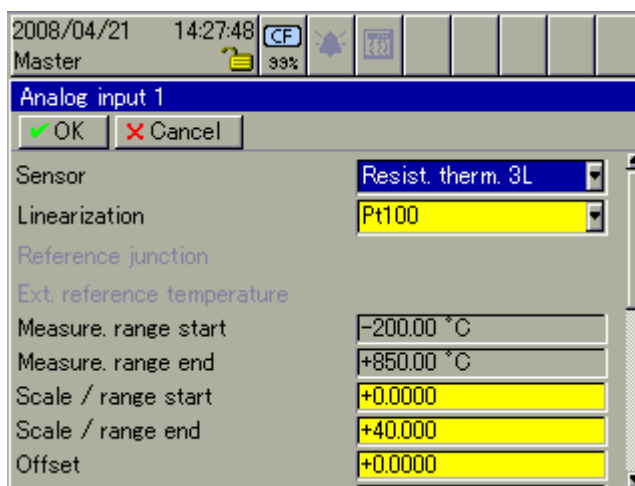 2008/04/21 14:27:48
Master
CF
99%
Analog input 1
OK Cancel
Sensor Resist. therm. 3L
Linearization Pt100
Reference junction
Ext. reference temperature
Measure. range start -200.00 °C
Measure. range end +850.00 °C
Scale / range start +0.0000
Scale / range end +40.000
Offset +0.0000